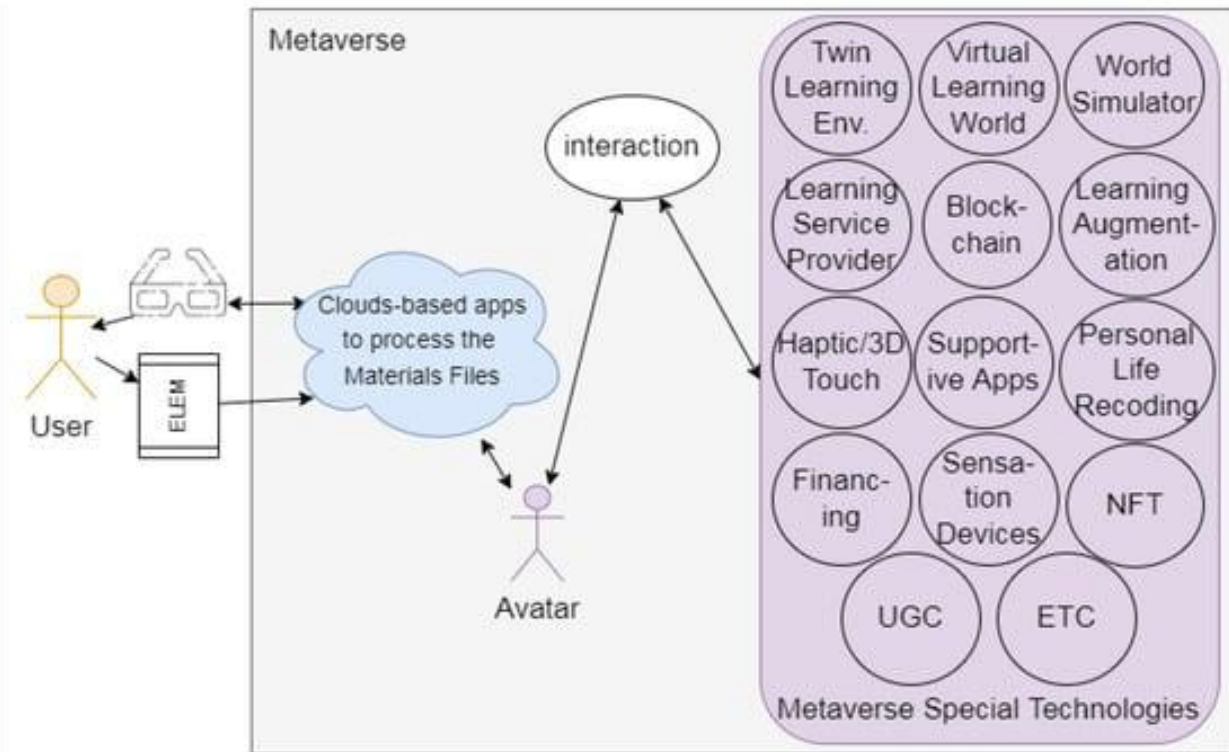 Metaverse
Twin
Learning
Env.
Virtual
Learning
World
World
Simulator
interaction
Learning
Service
Provider
Block-
chain
Learning
Augment-
ation
Clouds-based apps
to process the
Materials Files
Haptic/3D
Touch
Support-
ive Apps
Personal
Life
Recoding
User
ELEM
Financ-
ing
Sensa-
tion
Devices
NFT
Avatar
UGC
ETC
Metaverse Special Technologies